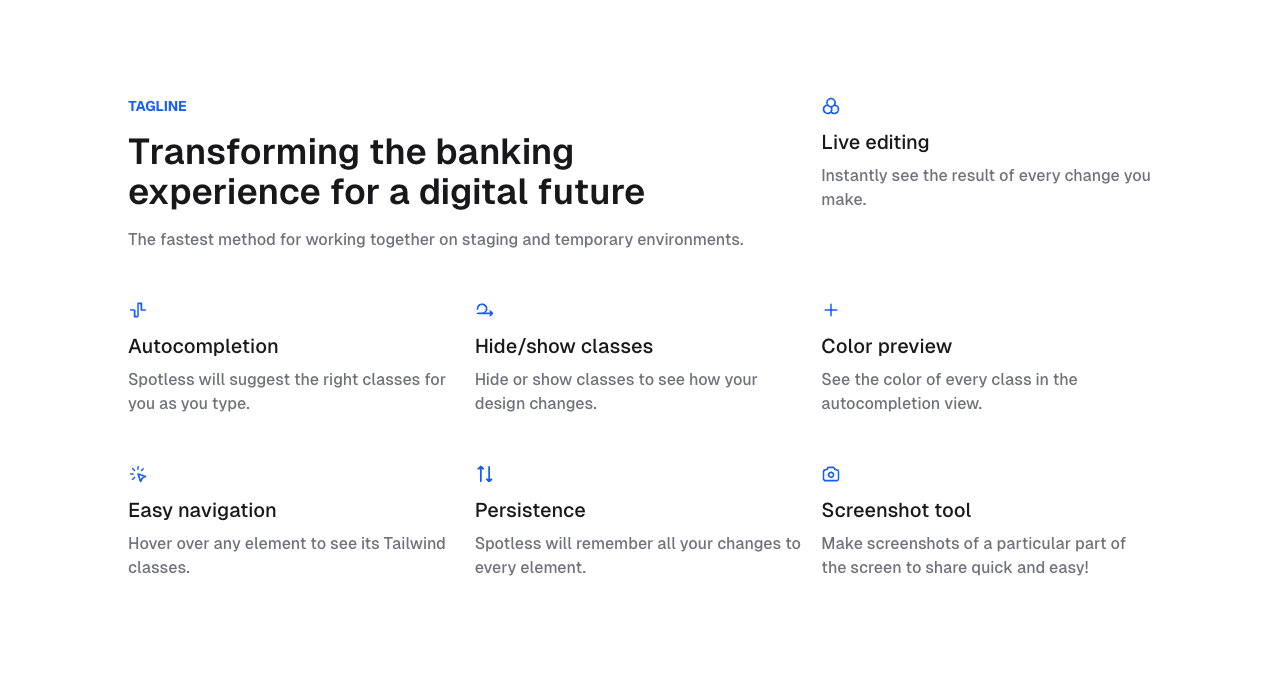 TAGLINE
Transforming the banking
experience for a digital future
The fastest method for working together on staging and temporary environments.
Live editing
Instantly see the result of every change you
make.
Autocompletion
Spotless will suggest the right classes for
you as you type.
Hide/show classes
Hide or show classes to see how your
design changes.
Color preview
See the color of every class in the
autocompletion view.
Easy navigation
Hover over any element to see its Tailwind
classes.
Persistence
Spotless will remember all your changes to
every element.
Screenshot tool
Make screenshots of a particular part of
the screen to share quick and easy!